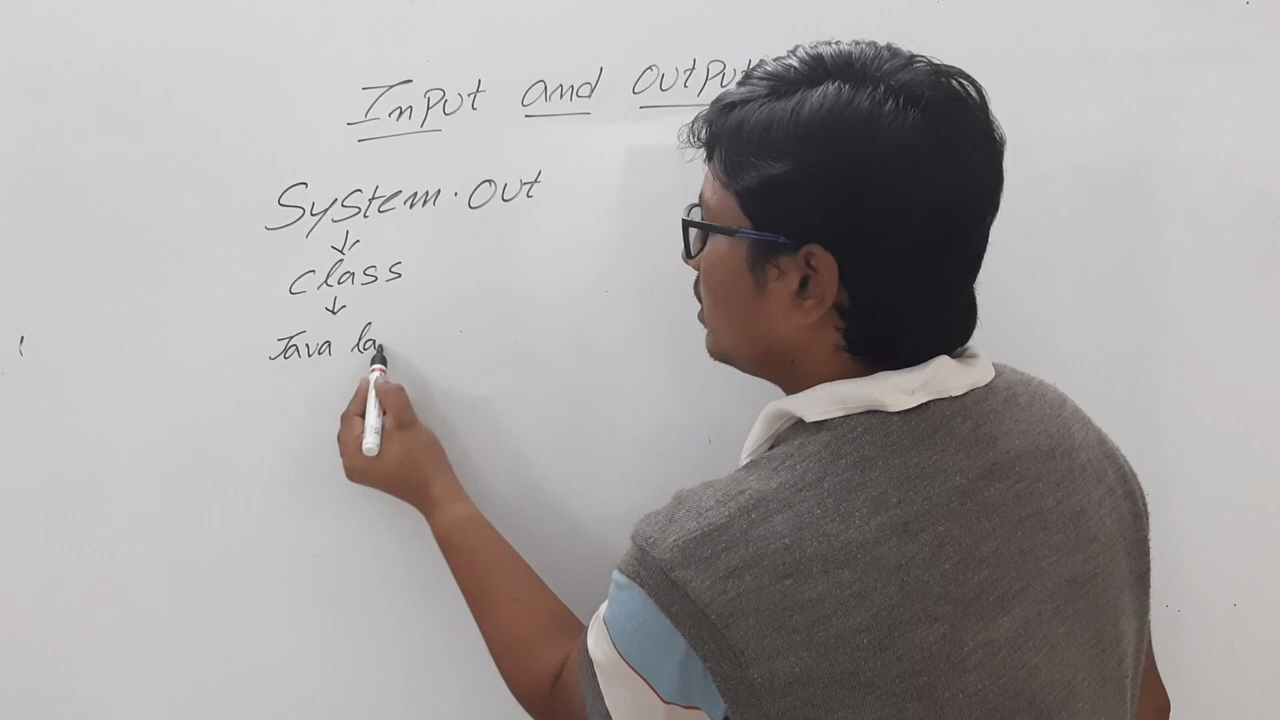 Input and output
System.out
↓
class
↓
Java la